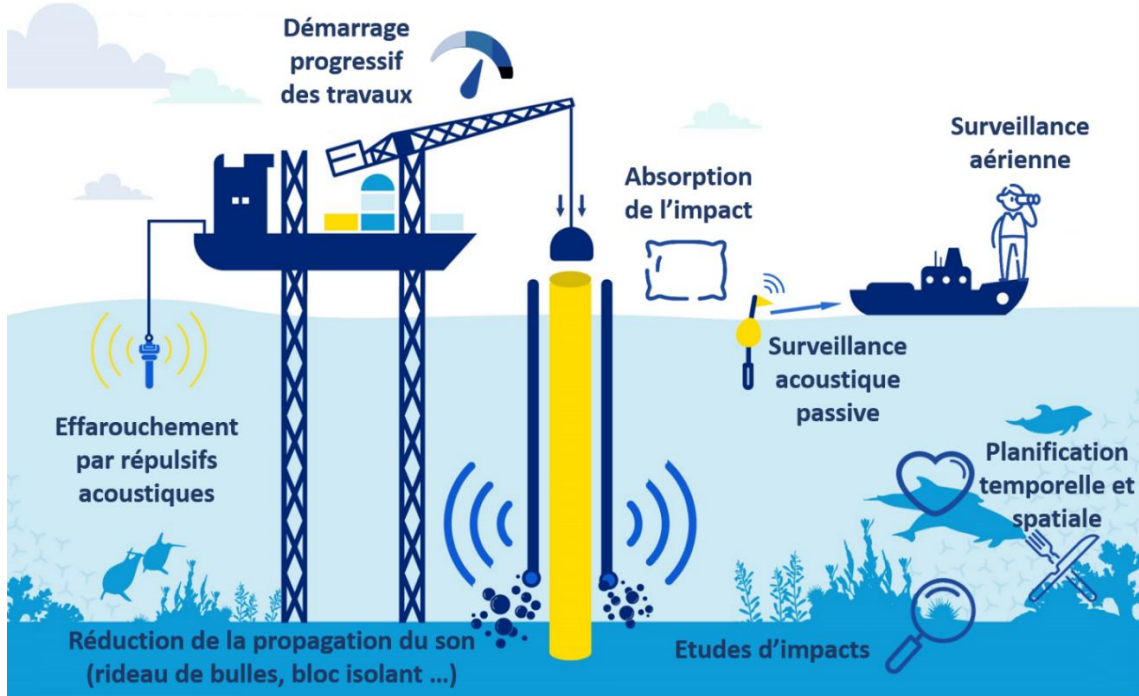 Démarrage
progressif
des travaux
Surveillance
aérienne
Absorption
de l'impact
Surveillance
acoustique
passive
Effarouchement
par répulsifs
acoustiques
Planification
temporelle et
spatiale
Réduction de la propagation du son
(rideau de bulles, bloc isolant ...)
Etudes d'impacts